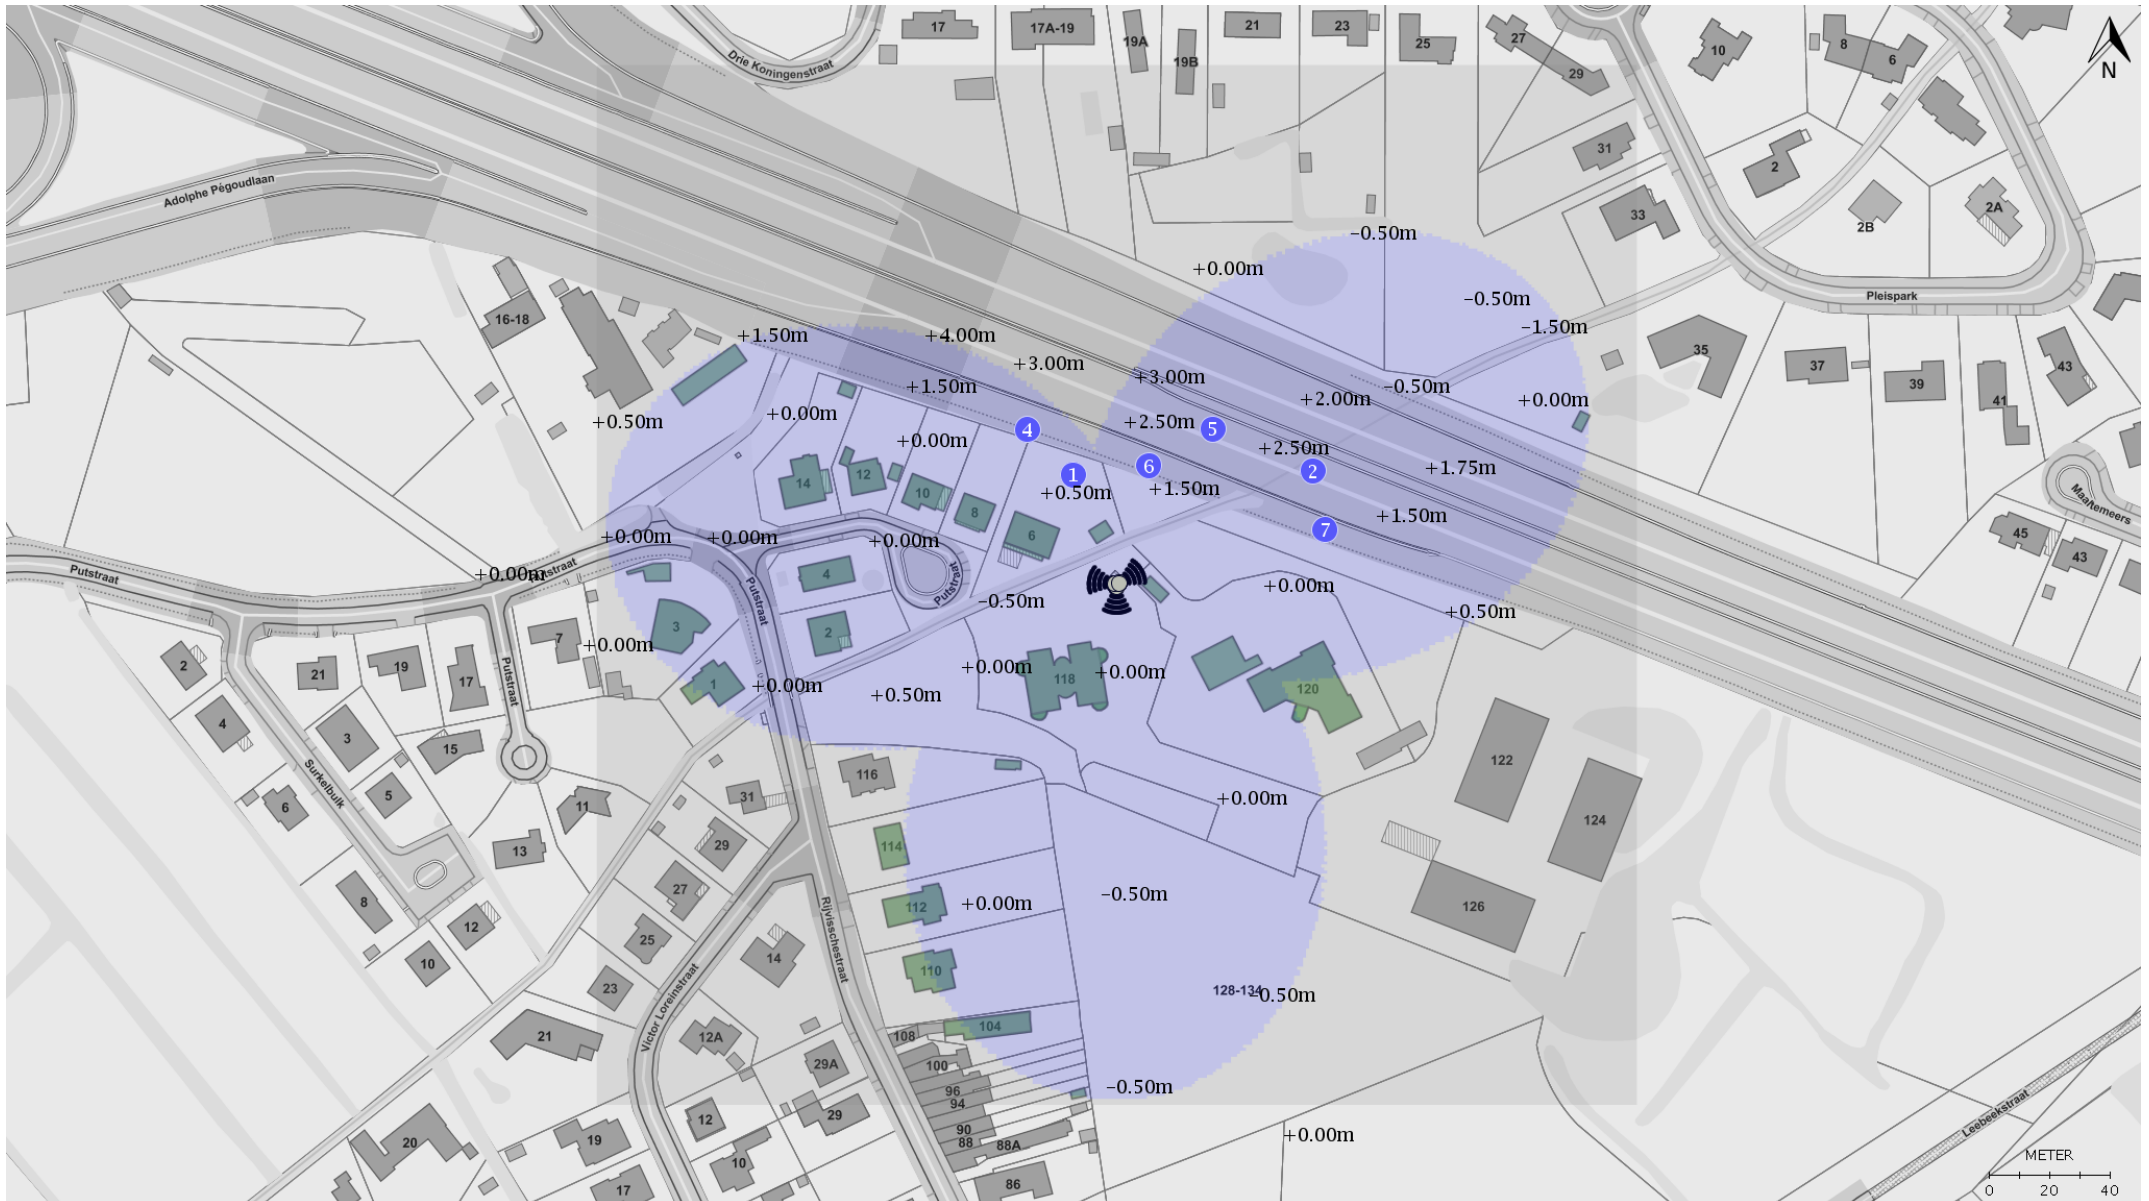 17
17A-19
19A
19B
21
23
25
27
29
10
8
6
N
Drie Koningenstraat
31
2
33
2B
2A
Adolphe Pégoudlaan
−0.50m
+0.00m
−0.50m
−1.50m
Pleispark
16-18
+1.50m
+4.00m
+3.00m
+3.00m
+1.50m
−0.50m
+2.00m
+0.00m
35
37
39
41
43
+0.50m
+0.00m
+0.00m
4
+2.50m
5
+2.50m
+1.75m
14
12
10
8
1
6
2
+0.50m
+1.50m
+1.50m
7
6
Maaltemeers
45
43
+0.00m
+0.00m
+0.00m
Putstraat
+0.00m
Putstraat
Putstraat
4
Putstraat
−0.50m
+0.00m
+0.50m
3
2
7
+0.00m
2
21
19
17
Putstraat
1
+0.00m
+0.50m
+0.00m
118
+0.00m
120
4
3
15
116
122
Surkelbulk
6
5
11
31
+0.00m
124
13
29
114
8
27
112
+0.00m
−0.50m
126
12
25
Rijvisschestraat
10
14
110
23
128-134
−0.50m
21
Victor Loreinstraat
12A
108
104
29A
100
96
94
−0.50m
20
19
12
29
90
88
88A
+0.00m
Leebeekstraat
10
17
86
METER
0 20 40